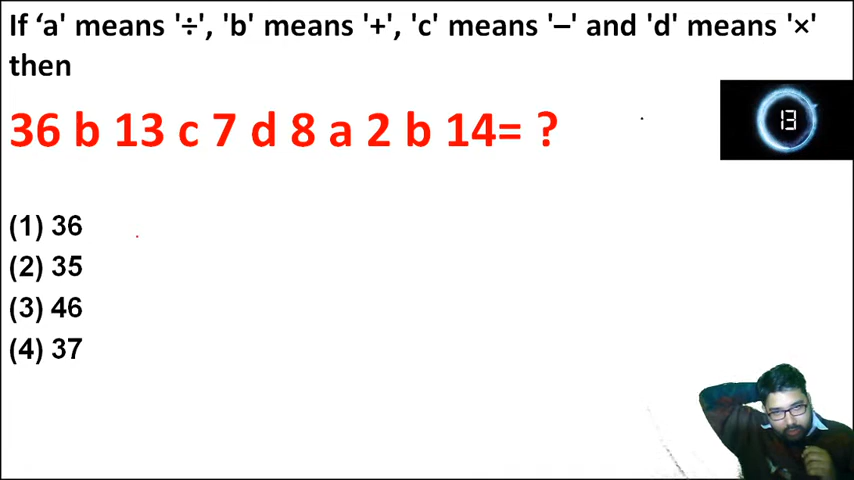 If ‘a' means '÷', 'b' means '+', 'c' means '–' and 'd' means '×'
then
36 b 13 c 7 d 8 a 2 b 14= ?
13
(1) 36
(2) 35
(3) 46
(4) 37